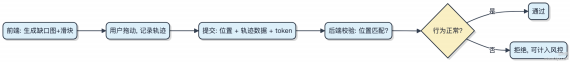 前端: 生成缺口图+滑块
用户拖动, 记录轨迹
提交: 位置 + 轨迹数据 + token
后端校验: 位置匹配?
行为正常?
是
通过
否
拒绝, 可计入风控